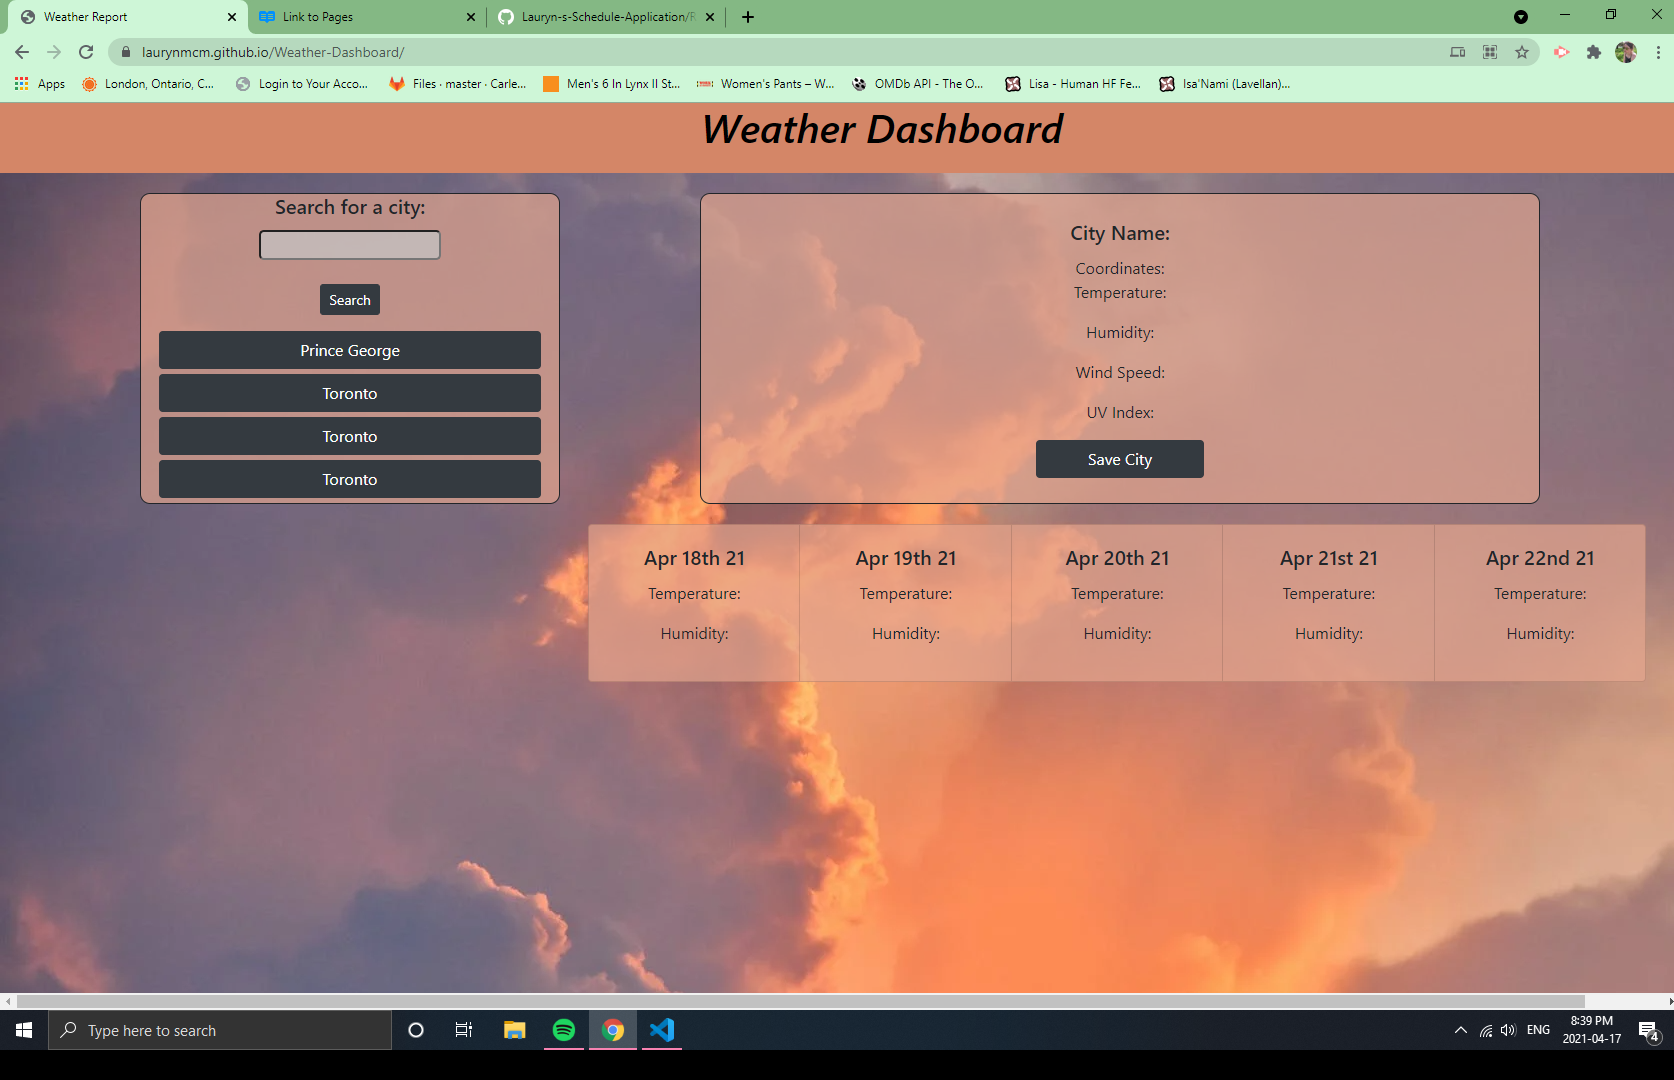 Weather Report
Link to Pages
Lauryn-s-Schedule-Application/R
laurynmcm.github.io/Weather-Dashboard/
Apps
London, Ontario, C...
Login to Your Acco...
Files · master · Carle...
Men's 6 In Lynx II St...
Women's Pants – W...
OMDb API - The O...
Lisa - Human HF Fe...
Isa'Nami (Lavellan)...
Weather Dashboard
Search for a city:
Search
Prince George
Toronto
Toronto
Toronto
City Name:
Coordinates:
Temperature:
Humidity:
Wind Speed:
UV Index:
Save City
Apr 18th 21
Temperature:
Humidity:
Apr 19th 21
Temperature:
Humidity:
Apr 20th 21
Temperature:
Humidity:
Apr 21st 21
Temperature:
Humidity:
Apr 22nd 21
Temperature:
Humidity:
Type here to search
ENG
8:39 PM
2021-04-17
4